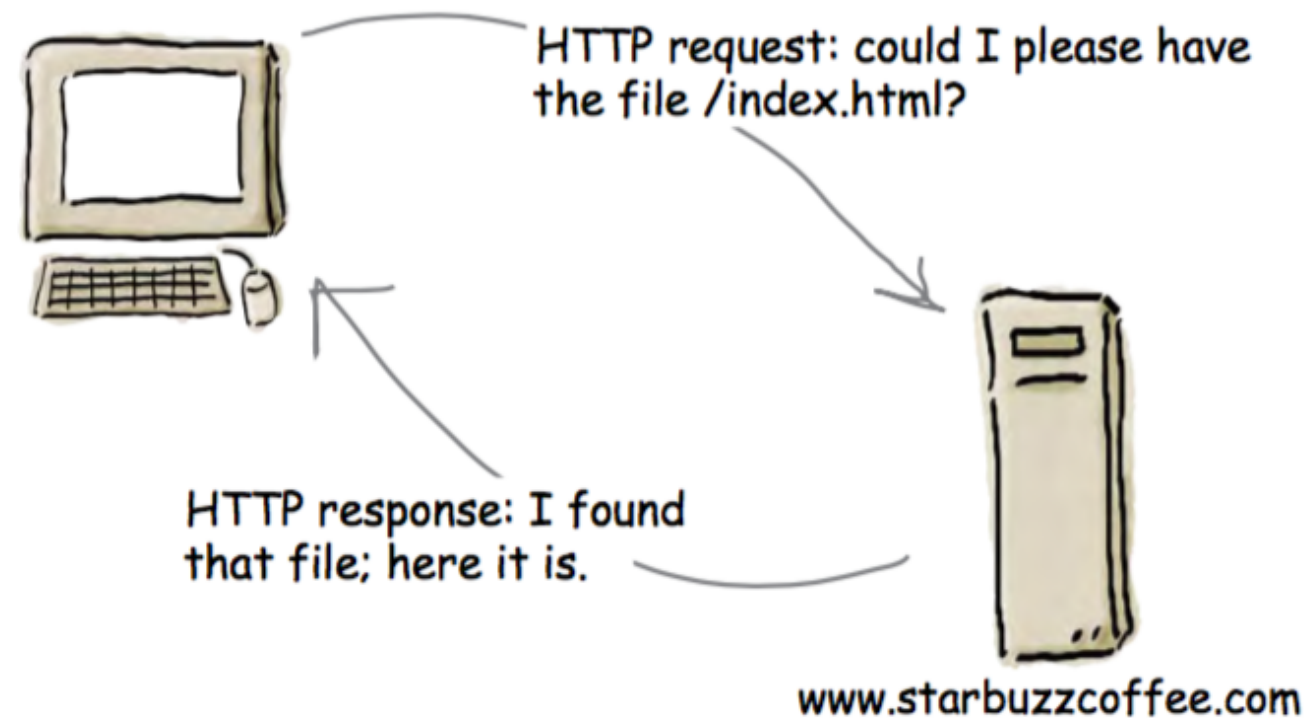 HTTP request: could I please have
the file /index.html?
HTTP response: I found
that file; here it is.
www.starbuzzcoffee.com